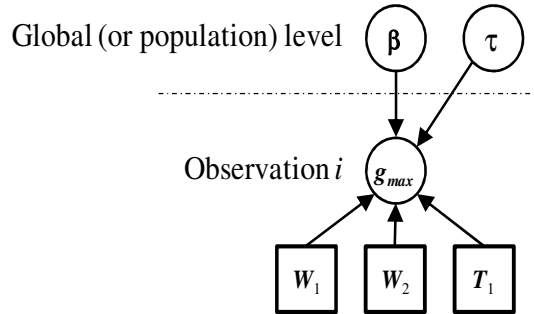 Global (or population) level β τ
Observation i g_max
W_1 W_2 T_1